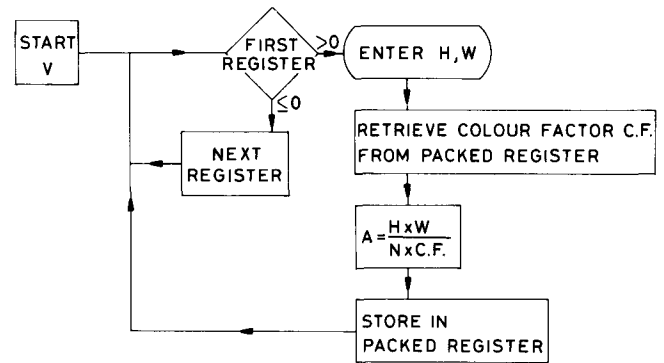 START
V
FIRST
REGISTER
>0
≤0
ENTER H,W
NEXT
REGISTER
RETRIEVE COLOUR FACTOR C.F.
FROM PACKED REGISTER
A = H x W
N x C.F.
STORE IN
PACKED REGISTER